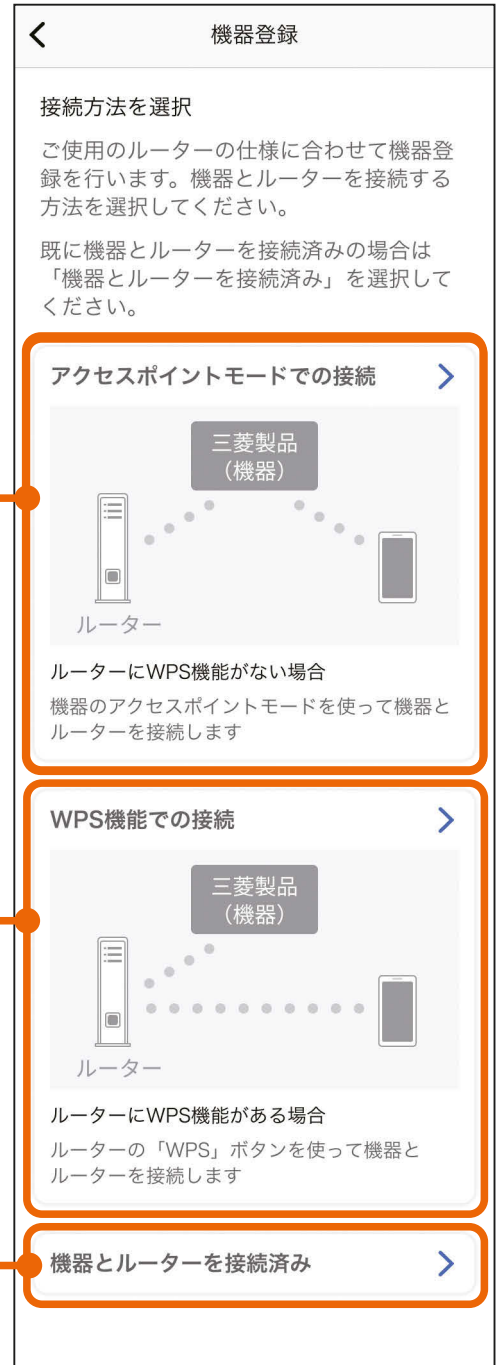 機器登録
接続方法を選択
ご使用のルーターの仕様に合わせて機器登
録を行います。機器とルーターを接続する
方法を選択してください。
既に機器とルーターを接続済みの場合は
「機器とルーターを接続済み」を選択して
ください。
アクセスポイントモードでの接続
三菱製品
（機器）
ルーター
ルーターにWPS機能がない場合
機器のアクセスポイントモードを使って機器と
ルーターを接続します
WPS機能での接続
三菱製品
（機器）
ルーター
ルーターにWPS機能がある場合
ルーターの「WPS」ボタンを使って機器と
ルーターを接続します
機器とルーターを接続済み